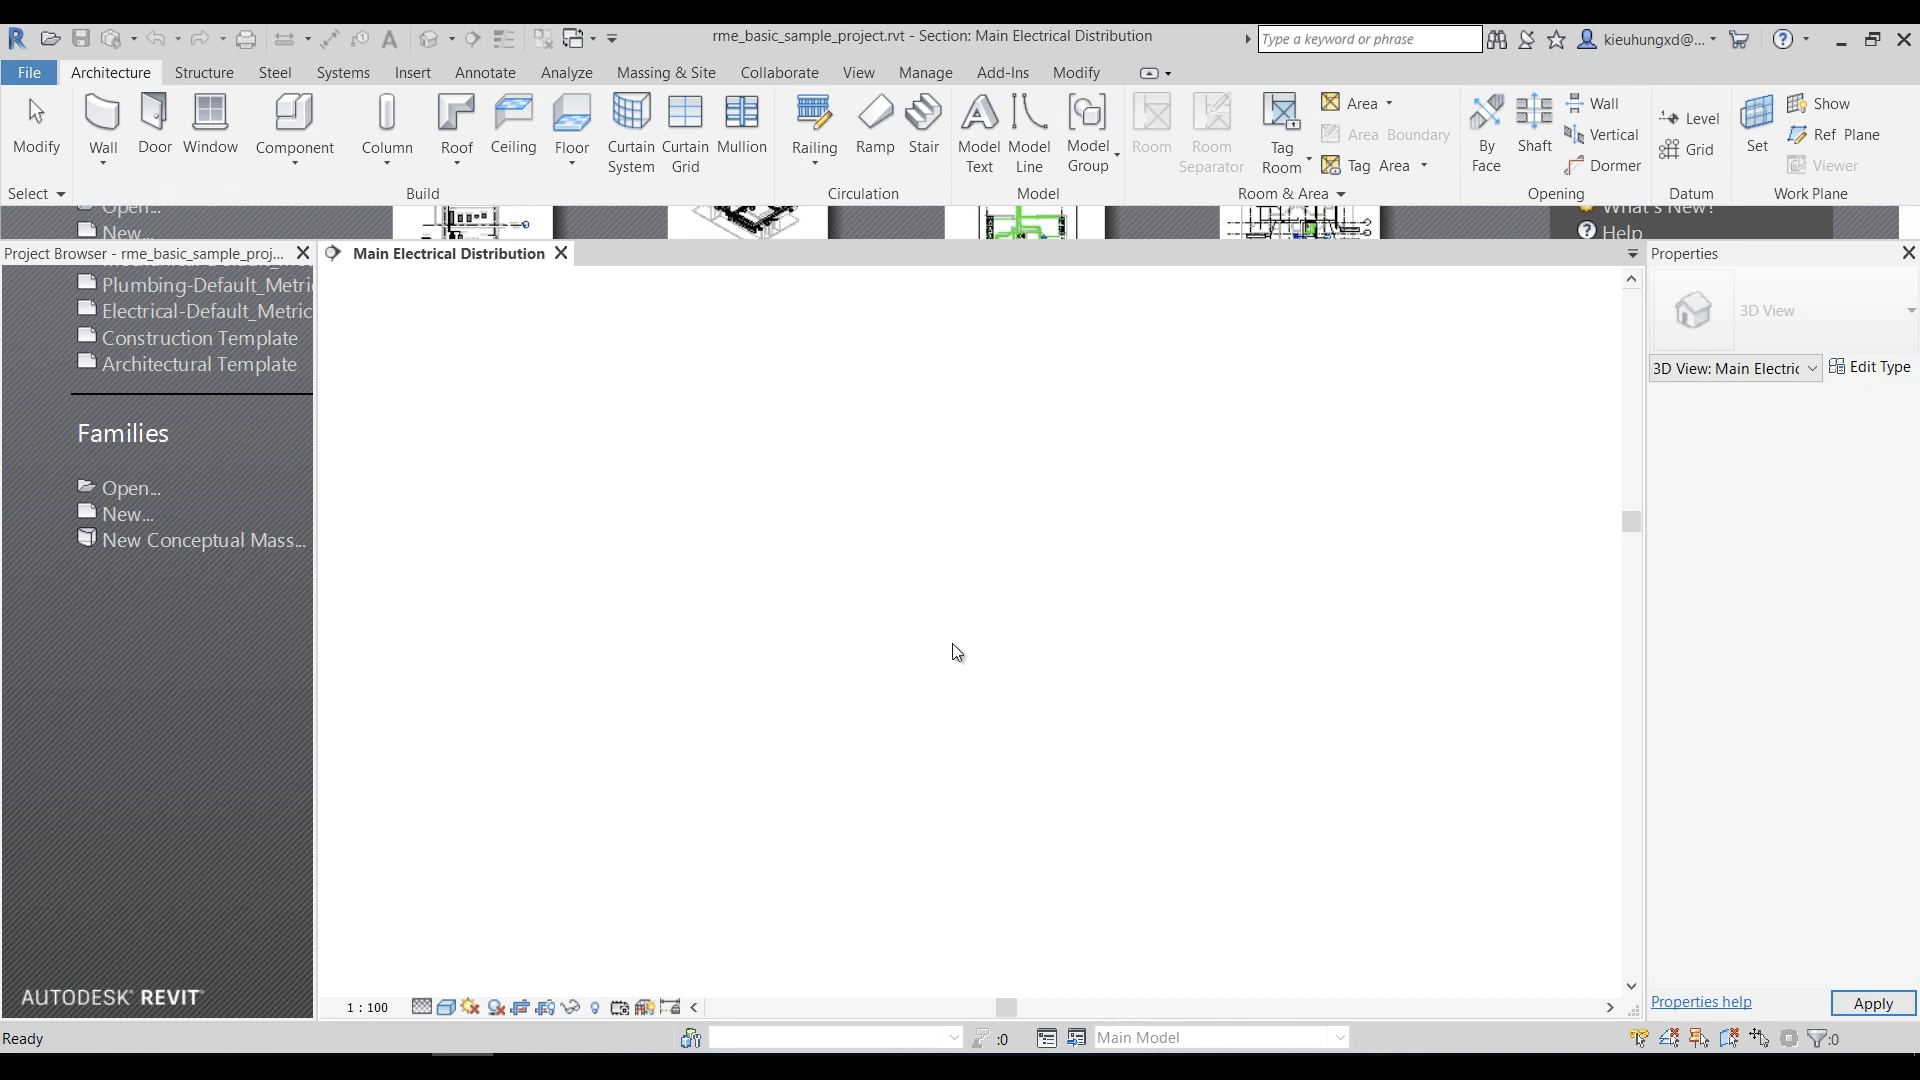 rme_basic_sample_project.rvt - Section: Main Electrical Distribution
Type a keyword or phrase
kieuhungxd@...
File Architecture Structure Steel Systems Insert Annotate Analyze Massing & Site Collaborate View Manage Add-Ins Modify
Modify Wall Door Window Component Column Roof Ceiling Floor Curtain System Curtain Grid Mullion Railing Ramp Stair Model Text Model Line Model Group Room Room Separator Tag Room
Area
Area Boundary
Tag Area
By Face Shaft
Wall
Vertical
Dormer
Level
Grid
Set
Show
Ref Plane
Viewer
Select Build Circulation Model Room & Area Opening Datum Work Plane
Open...
New...
What's New?
Help
Project Browser - rme_basic_sample_proj...
Main Electrical Distribution
Properties
Plumbing-Default_Metri
Electrical-Default_Metric
Construction Template
Architectural Template
Families
Open...
New...
New Conceptual Mass...
AUTODESK® REVIT®
3D View
3D View: Main Electric
Edit Type
1 : 100
Properties help
Apply
Ready
:0
Main Model
:0